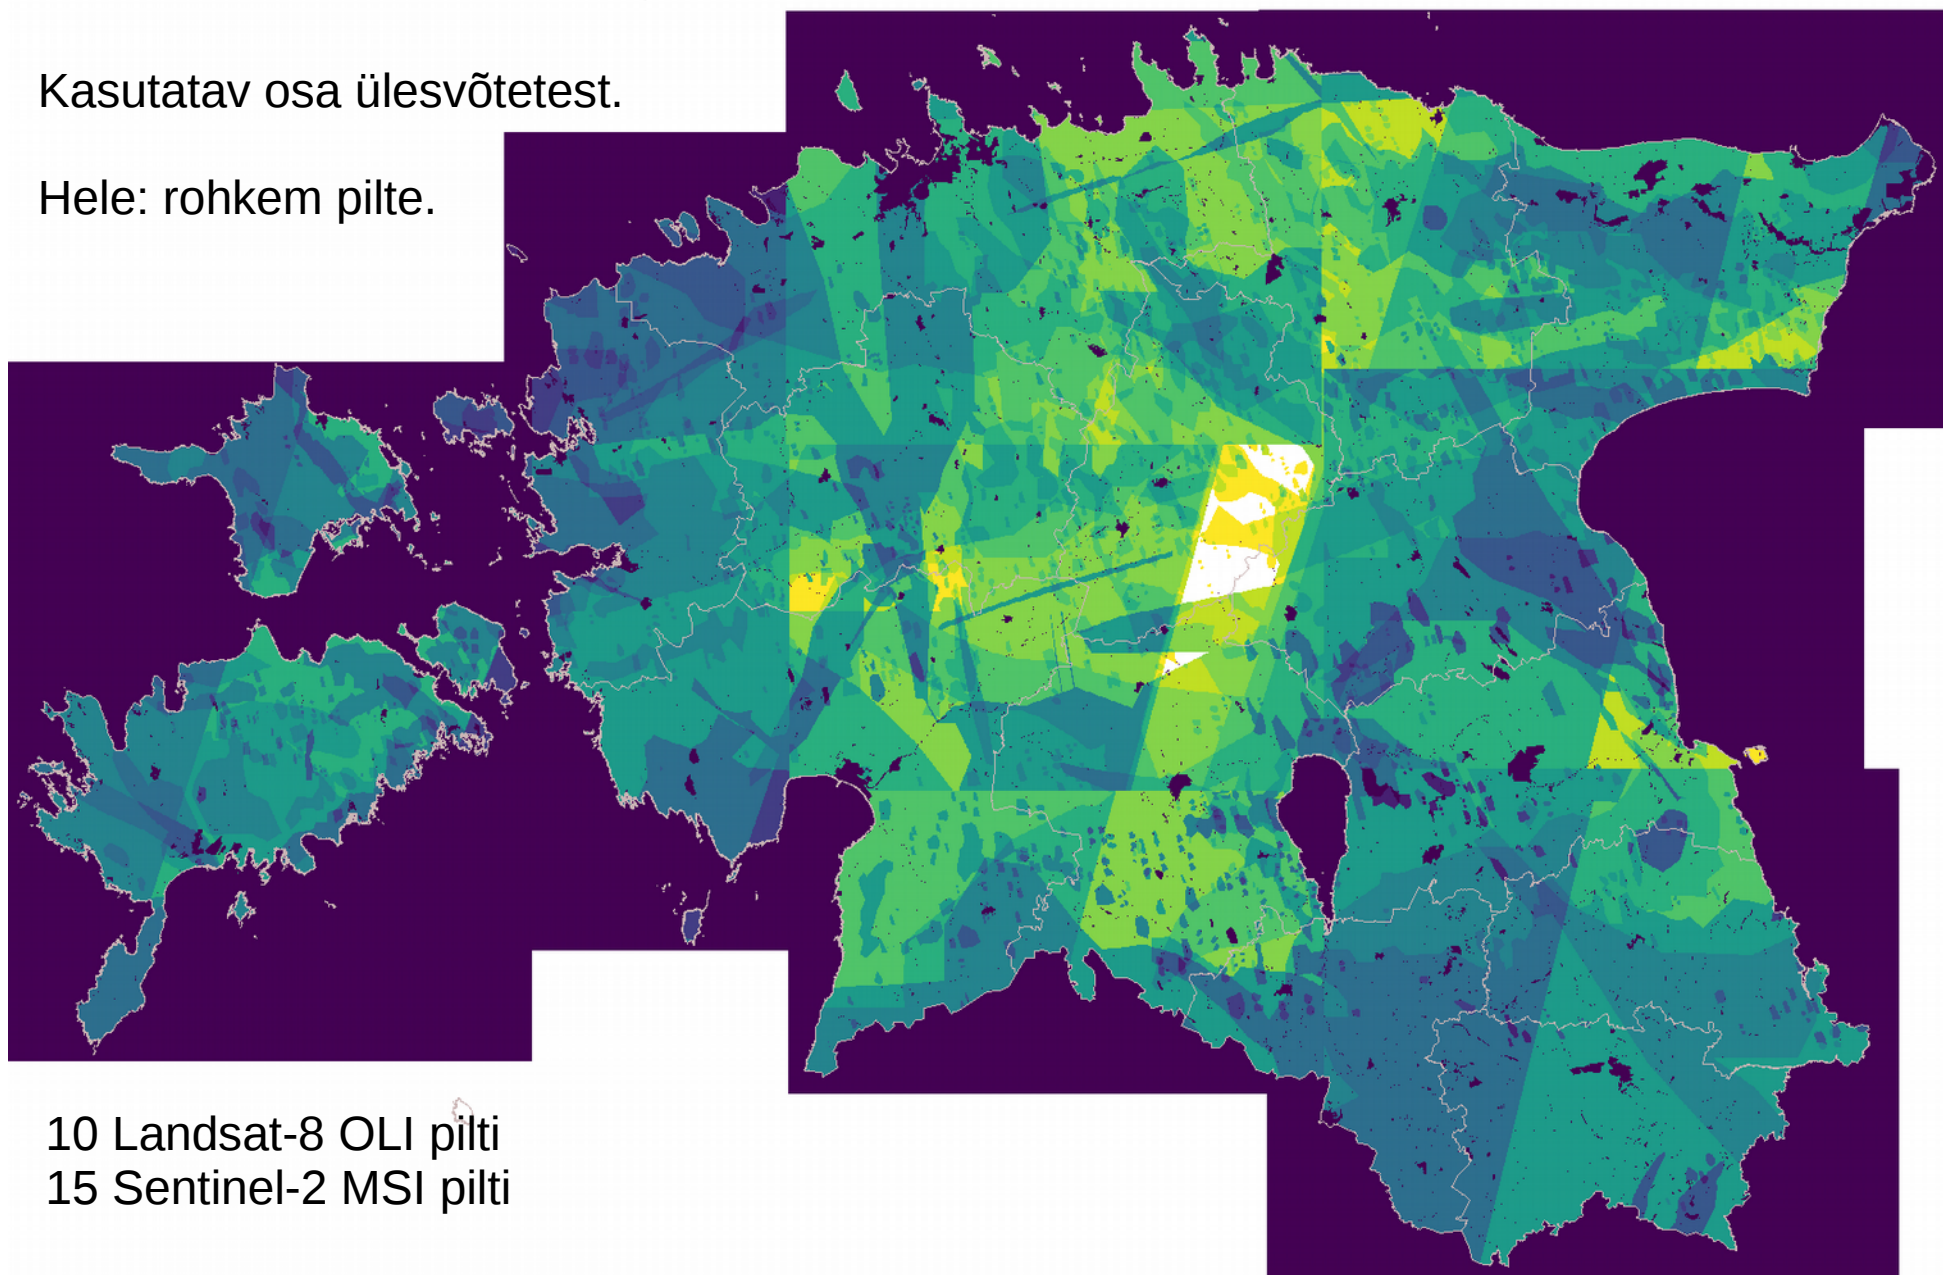 Kasutatav osa ülesvõtetest.
Hele: rohkem pilte.
10 Landsat-8 OLI pilti
15 Sentinel-2 MSI pilti